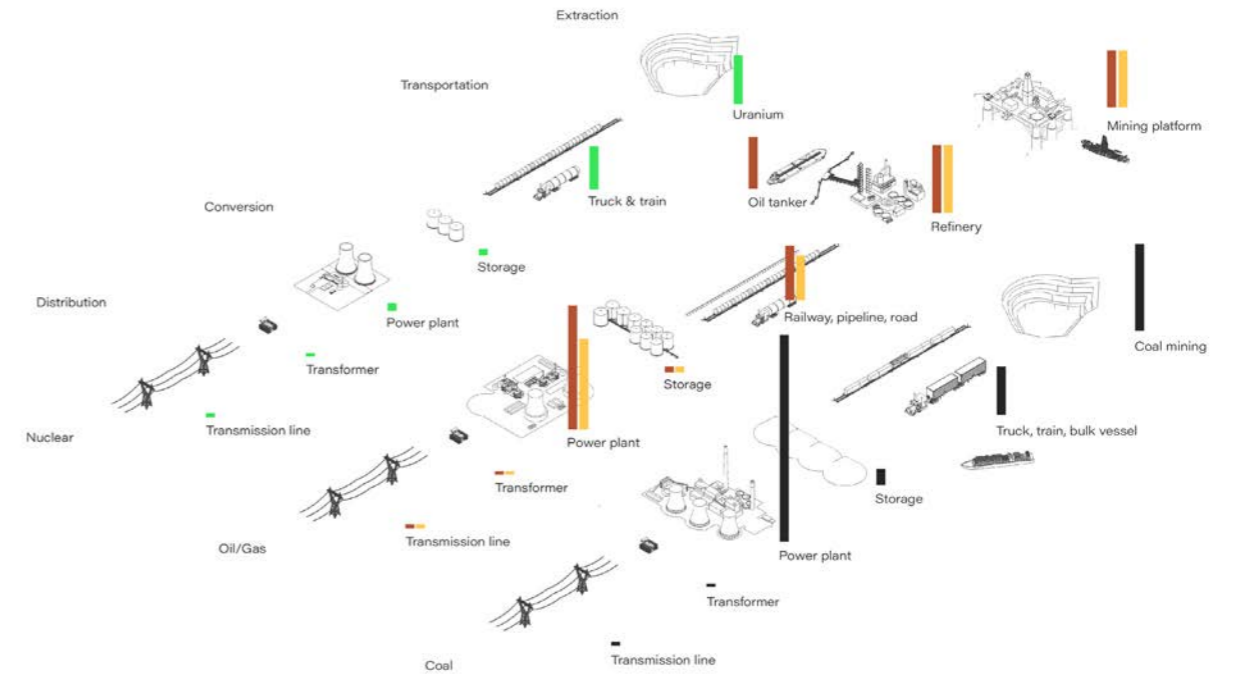 Extraction
Transportation
Uranium
Mining platform
Truck & train
Oil tanker
Conversion
Refinery
Storage
Distribution
Power plant
Railway, pipeline, road
Coal mining
Transformer
Storage
Transmission line
Truck, train, bulk vessel
Nuclear
Power plant
Transformer
Storage
Transmission line
Oil/Gas
Power plant
Transformer
Transmission line
Coal